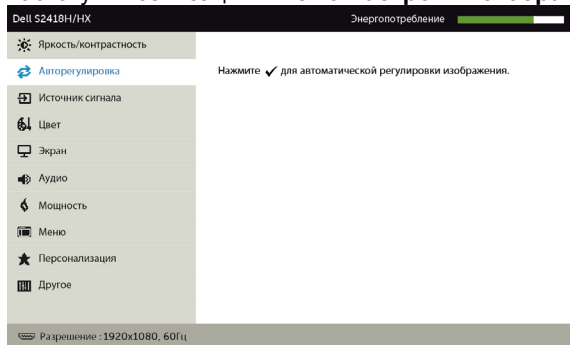 Dell S2418H/HX
Энергопотребление
Яркость/контрастность
Авторегулировка
Нажмите ✓ для автоматической регулировки изображения.
Источник сигнала
Цвет
Экран
Аудио
Мощность
Меню
Персонализация
Другое
Разрешение : 1920x1080, 60Гц